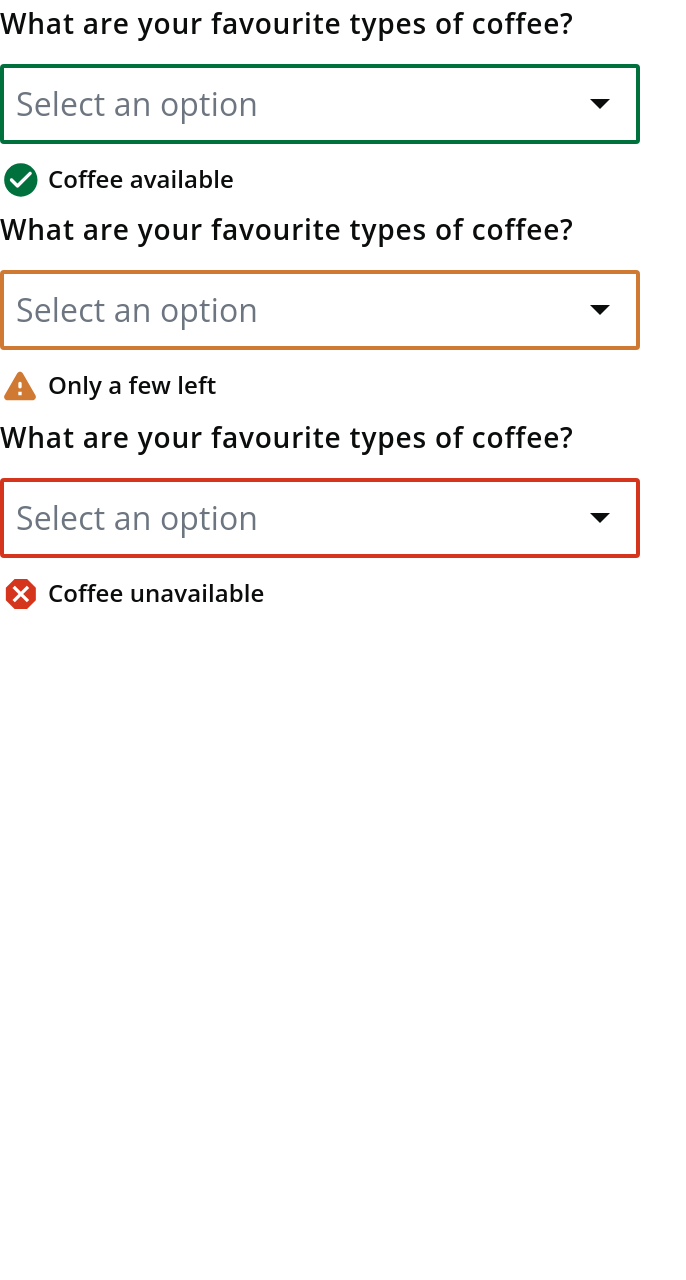 What are your favourite types of coffee?
Select an option
Coffee available
What are your favourite types of coffee?
Select an option
Only a few left
What are your favourite types of coffee?
Select an option
Coffee unavailable